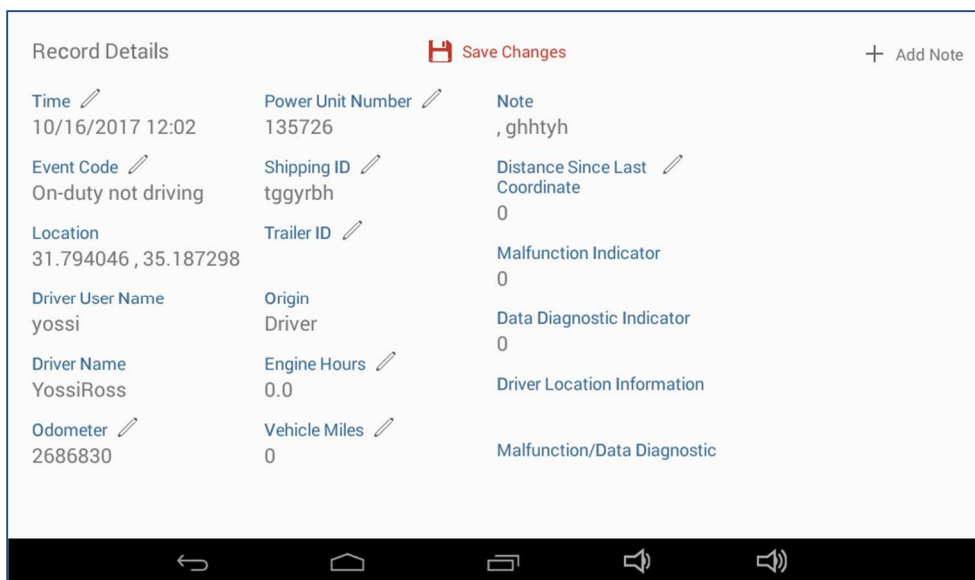 Record Details
Save Changes
Add Note
Time
10/16/2017 12:02
Event Code
On-duty not driving
Location
31.794046 , 35.187298
Driver User Name
yossi
Driver Name
YossiRoss
Odometer
2686830
Power Unit Number
135726
Shipping ID
tggyrbh
Trailer ID
Origin
Driver
Engine Hours
0.0
Vehicle Miles
0
Note
, ghhtyh
Distance Since Last
Coordinate
0
Malfunction Indicator
0
Data Diagnostic Indicator
0
Driver Location Information
Malfunction/Data Diagnostic